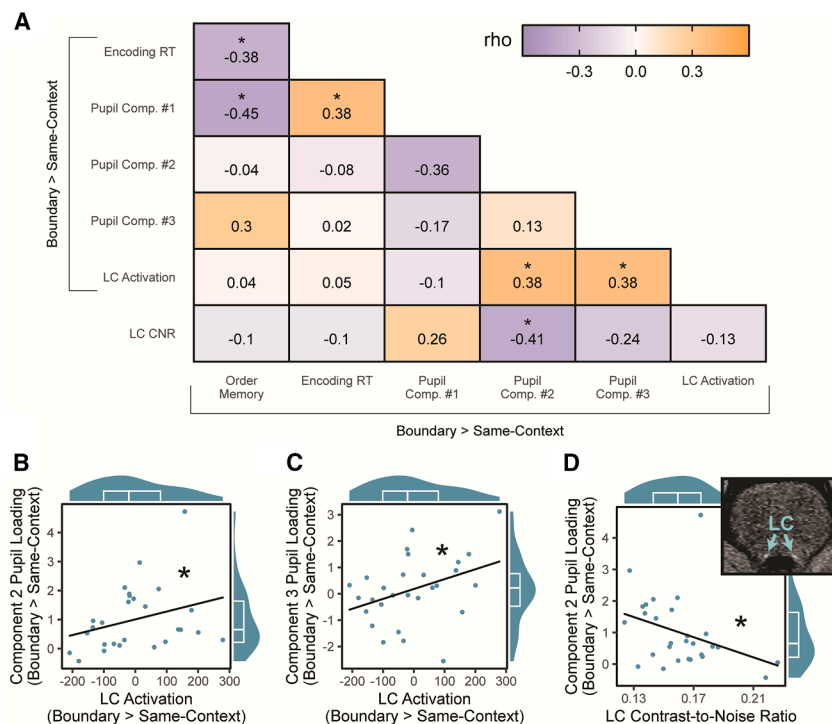 A
rho
-0.3 0.0 0.3
Boundary > Same-Context
Encoding RT
*
-0.38
Pupil Comp. #1
* *
-0.45 0.38
Pupil Comp. #2
-0.04 -0.08 -0.36
Pupil Comp. #3
0.3 0.02 -0.17 0.13
LC Activation
* *
0.04 0.05 -0.1 0.38 0.38
LC CNR
*
-0.1 -0.1 0.26 -0.41 -0.24 -0.13
Order
Memory
Encoding RT
Pupil
Comp. #1
Pupil
Comp. #2
Pupil
Comp. #3
LC Activation
Boundary > Same-Context
B
Component 2 Pupil Loading
(Boundary > Same-Context)
4
3
2
1
0
*
-200 -100 0 100 200 300
LC Activation
(Boundary > Same-Context)
C
Component 3 Pupil Loading
(Boundary > Same-Context)
3
2
1
0
-1
-2
*
-200 -100 0 100 200 300
LC Activation
(Boundary > Same-Context)
D
Component 2 Pupil Loading
(Boundary > Same-Context)
LC
5
4
3
2
1
0
*
0.13 0.17 0.21
LC Contrast-to-Noise Ratio